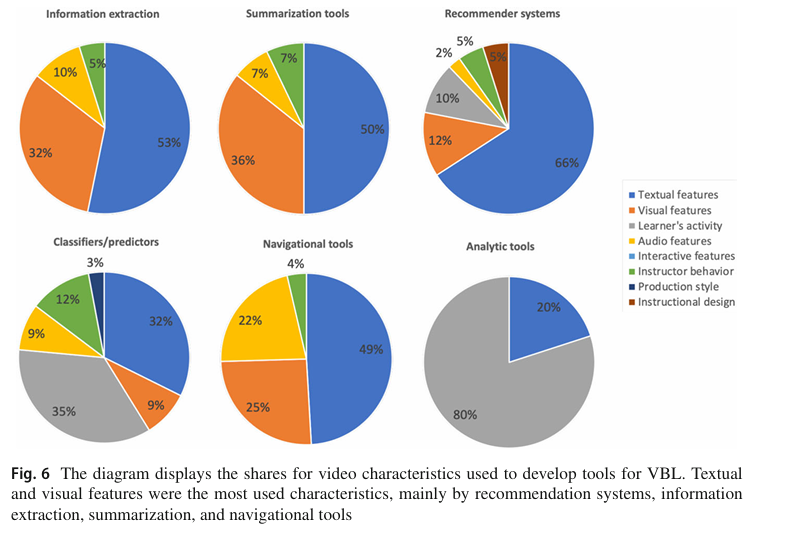 Information extraction
5%
10%
32%
53%
Summarization tools
7%
7%
36%
50%
Recommender systems
5%
2%
5%
10%
12%
66%
Textual features
Visual features
Learner's activity
Audio features
Interactive features
Instructor behavior
Production style
Instructional design
Classifiers/predictors
3%
12%
32%
9%
9%
35%
Navigational tools
4%
22%
49%
25%
Analytic tools
20%
80%
Fig. 6 The diagram displays the shares for video characteristics used to develop tools for VBL. Textual
and visual features were the most used characteristics, mainly by recommendation systems, information
extraction, summarization, and navigational tools